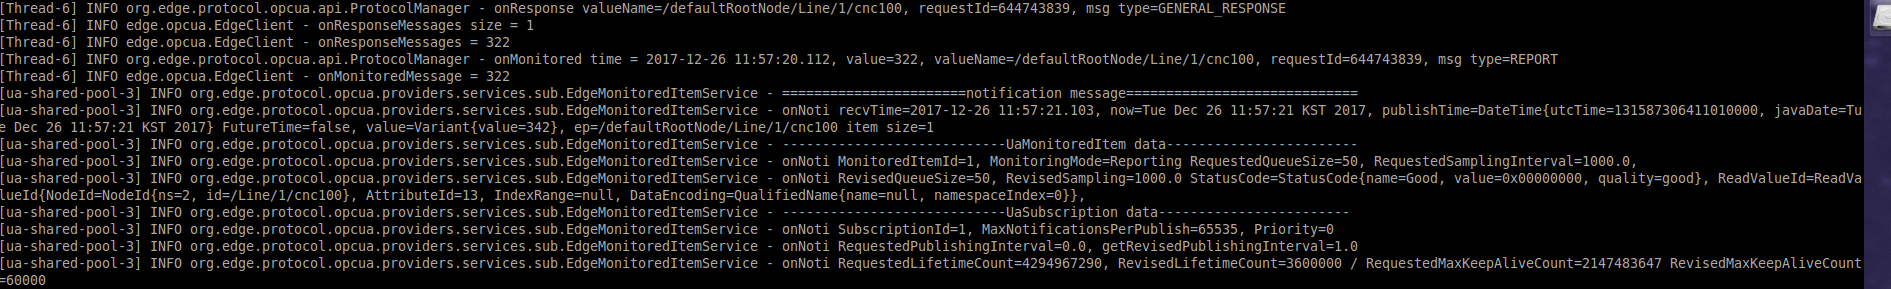 [Thread-6] INFO org.edge.protocol.opcua.api.ProtocolManager - onResponse valueName=/defaultRootNode/Line/1/cnc100, requestId=644743839, msg type=GENERAL_RESPONSE
[Thread-6] INFO edge.opcua.EdgeClient - onResponseMessages size = 1
[Thread-6] INFO edge.opcua.EdgeClient - onResponseMessages = 322
[Thread-6] INFO org.edge.protocol.opcua.api.ProtocolManager - onMonitored time = 2017-12-26 11:57:20.112, value=322, valueName=/defaultRootNode/Line/1/cnc100, requestId=644743839, msg type=REPORT
[Thread-6] INFO edge.opcua.EdgeClient - onMonitoredMessage = 322
[ua-shared-pool-3] INFO org.edge.protocol.opcua.providers.services.sub.EdgeMonitoredItemService - =======================notification message=============================
[ua-shared-pool-3] INFO org.edge.protocol.opcua.providers.services.sub.EdgeMonitoredItemService - onNoti recvTime=2017-12-26 11:57:21.103, now=Tue Dec 26 11:57:21 KST 2017, publishTime=DateTime{utcTime=131587306411010000, javaDate=Tu
e Dec 26 11:57:21 KST 2017} FutureTime=false, value=Variant{value=342}, ep=/defaultRootNode/Line/1/cnc100 item size=1
[ua-shared-pool-3] INFO org.edge.protocol.opcua.providers.services.sub.EdgeMonitoredItemService - ----------------------------UaMonitoredItem data------------------------
[ua-shared-pool-3] INFO org.edge.protocol.opcua.providers.services.sub.EdgeMonitoredItemService - onNoti MonitoredItemId=1, MonitoringMode=Reporting RequestedQueueSize=50, RequestedSamplingInterval=1000.0,
[ua-shared-pool-3] INFO org.edge.protocol.opcua.providers.services.sub.EdgeMonitoredItemService - onNoti RevisedQueueSize=50, RevisedSampling=1000.0 StatusCode=StatusCode{name=Good, value=0x00000000, quality=good}, ReadValueId=ReadVa
lueId{NodeId=NodeId{ns=2, id=/Line/1/cnc100}, AttributeId=13, IndexRange=null, DataEncoding=QualifiedName{name=null, namespaceIndex=0}},
[ua-shared-pool-3] INFO org.edge.protocol.opcua.providers.services.sub.EdgeMonitoredItemService - ----------------------------UaSubscription data------------------------
[ua-shared-pool-3] INFO org.edge.protocol.opcua.providers.services.sub.EdgeMonitoredItemService - onNoti SubscriptionId=1, MaxNotificationsPerPublish=65535, Priority=0
[ua-shared-pool-3] INFO org.edge.protocol.opcua.providers.services.sub.EdgeMonitoredItemService - onNoti RequestedPublishingInterval=0.0, getRevisedPublishingInterval=1.0
[ua-shared-pool-3] INFO org.edge.protocol.opcua.providers.services.sub.EdgeMonitoredItemService - onNoti RequestedLifetimeCount=4294967290, RevisedLifetimeCount=3600000 / RequestedMaxKeepAliveCount=2147483647 RevisedMaxKeepAliveCount
=60000